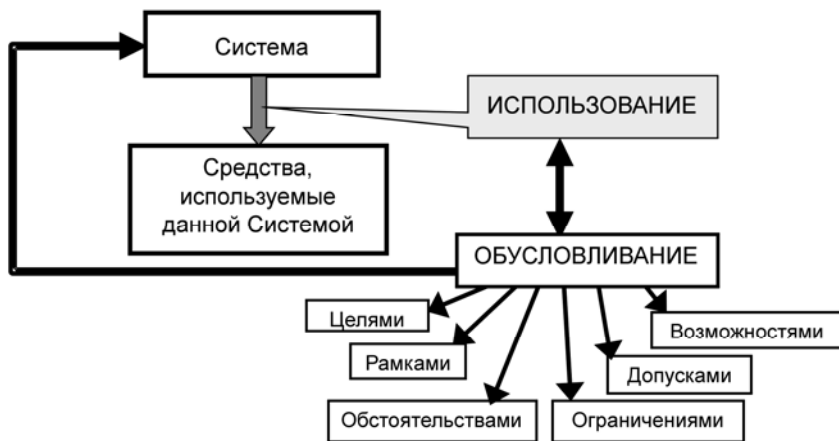 Система
ИСПОЛЬЗОВАНИЕ
Средства,
используемые
данной Системой
ОБУСЛОВЛИВАНИЕ
Целями
Возможностями
Рамками
Допусками
Обстоятельствами
Ограничениями